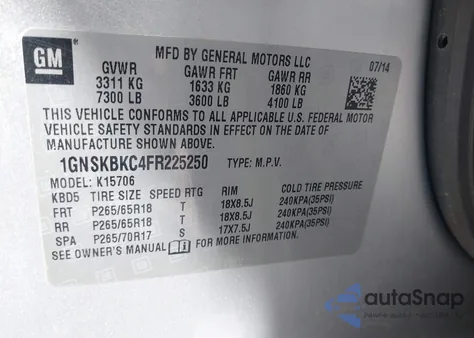 GM
MFD BY GENERAL MOTORS LLC 07/14
GVWR GAWR FRT GAWR RR
3311 KG 1633 KG 1860 KG
7300 LB 3600 LB 4100 LB
THIS VEHICLE CONFORMS TO ALL APPLICABLE U.S. FEDERAL MOTOR
VEHICLE SAFETY STANDARDS IN EFFECT ON THE DATE OF
MANUFACTURE SHOWN ABOVE.
1GNSKBKC4FR225250 TYPE: M.P.V.
MODEL: K15706
KBD5 TIRE SIZE SPEED RTG RIM COLD TIRE PRESSURE
FRT P265/65R18 T 18X8.5J 240KPA(35PSI)
RR P265/65R18 T 18X8.5J 240KPA(35PSI)
SPA P265/70R17 S 17X7.5J 240KPA(35PSI)
SEE OWNER'S MANUAL FOR MORE INFORMATION.
autoSnap